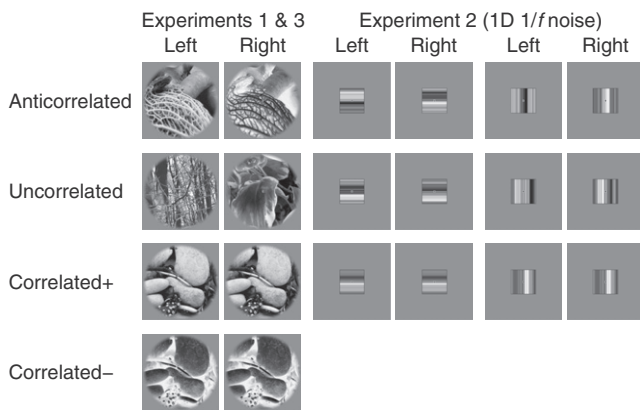 Experiments 1 & 3 Experiment 2 (1D 1/f noise)
Left Right Left Right Left Right
Anticorrelated
Uncorrelated
Correlated+
Correlated−